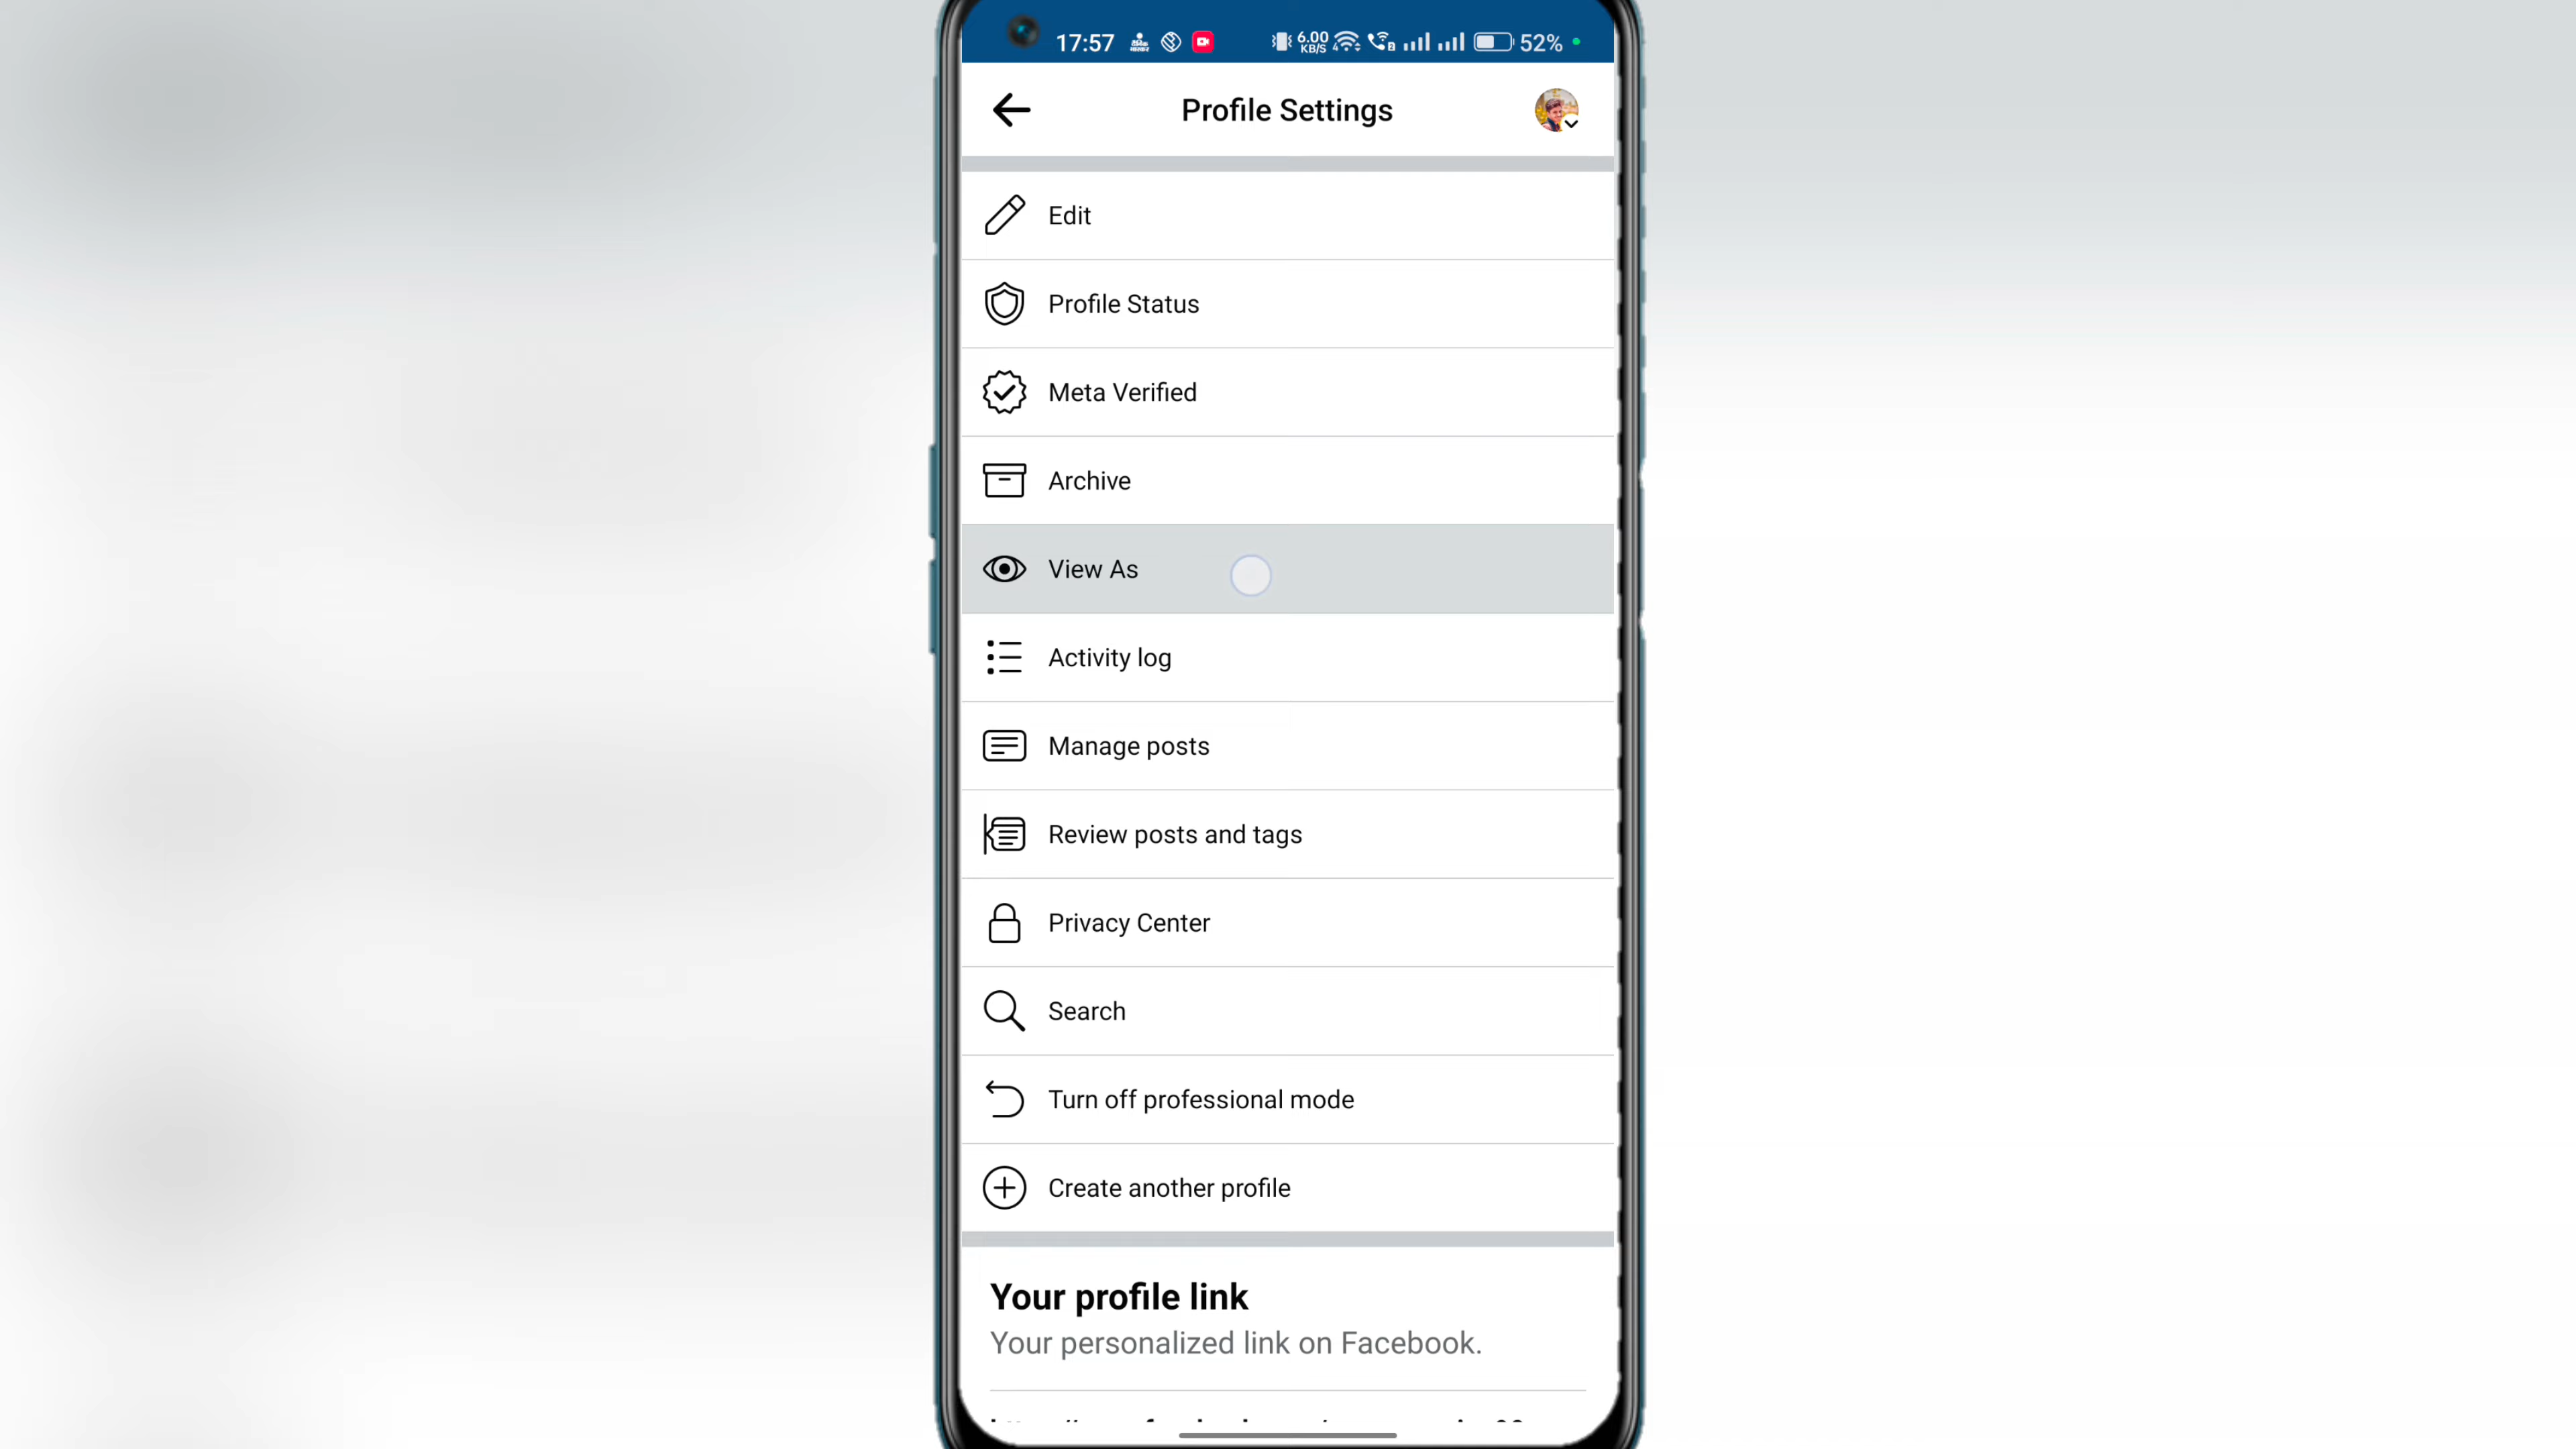 17:57 6.00 KB/S 52%
Profile Settings
Edit
Profile Status
Meta Verified
Archive
View As
Activity log
Manage posts
Review posts and tags
Privacy Center
Search
Turn off professional mode
Create another profile
Your profile link
Your personalized link on Facebook.